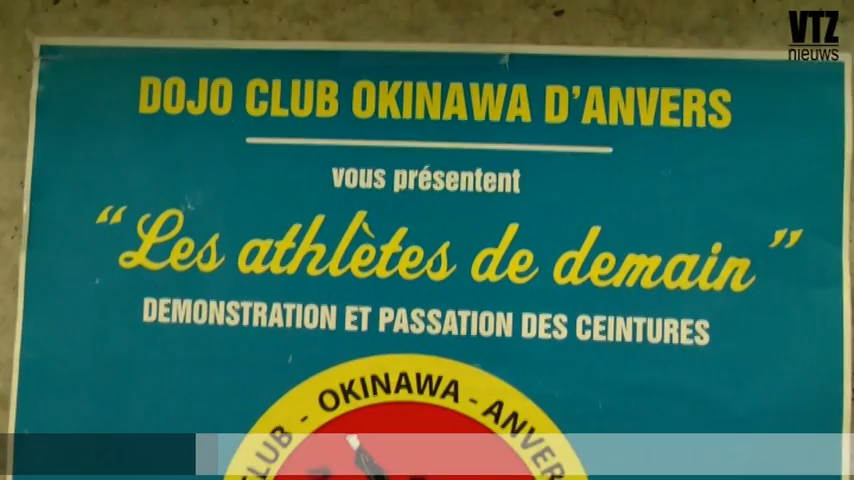 VTZ
nieuws
DOJO CLUB OKINAWA D'ANVERS
vous présentent
“Les athlètes de demain”
DEMONSTRATION ET PASSATION DES CEINTURES
CLUB - OKINAWA - ANVER